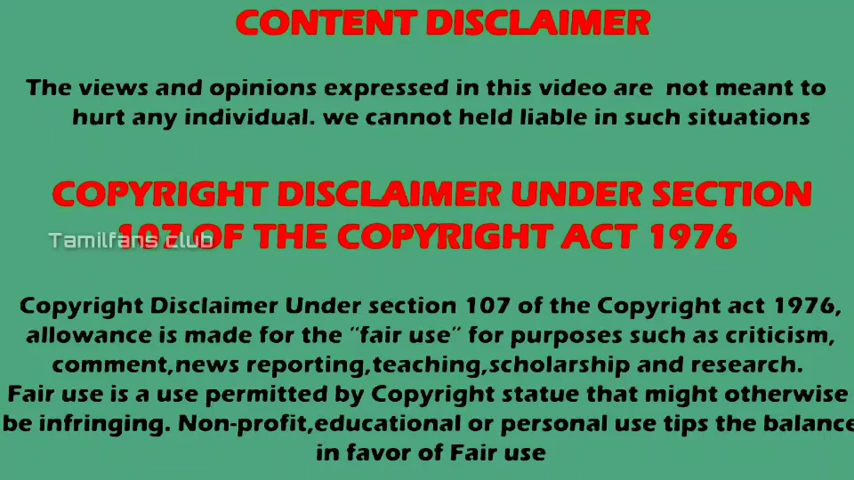 CONTENT DISCLAIMER
The views and opinions expressed in this video are not meant to
hurt any individual. we cannot held liable in such situations
COPYRIGHT DISCLAIMER UNDER SECTION
107 OF THE COPYRIGHT ACT 1976
Tamilfans club
Copyright Disclaimer Under section 107 of the Copyright act 1976,
allowance is made for the “fair use” for purposes such as criticism,
comment,news reporting,teaching,scholarship and research.
Fair use is a use permitted by Copyright statue that might otherwise
be infringing. Non-profit,educational or personal use tips the balance
in favor of Fair use